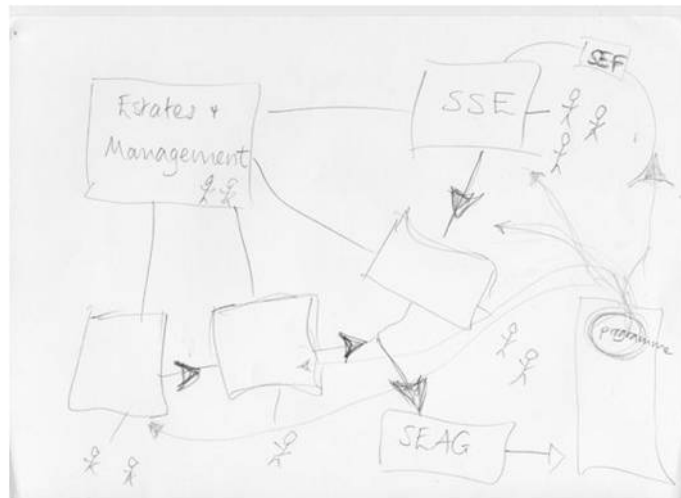 SEF
Estates +
Management
SSE
programme
SEAG